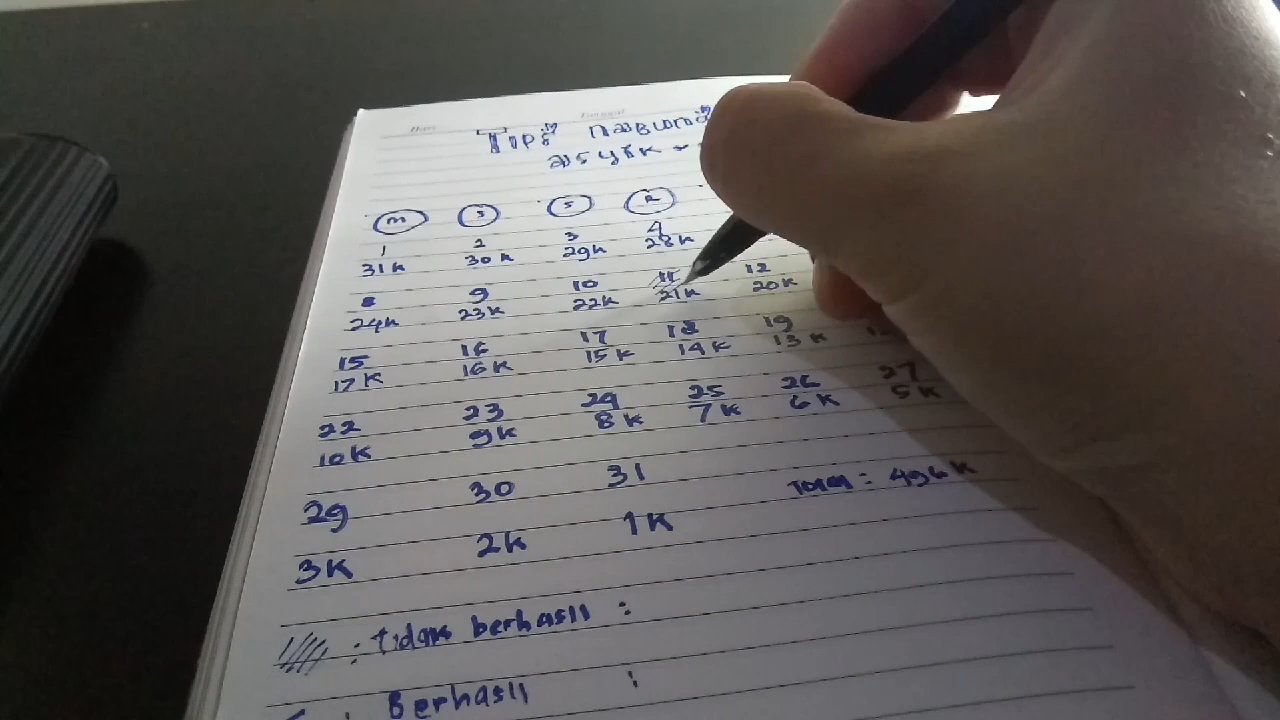 Hari Tanggal
Tips
M S S R
1 2 3 4
31K 30K 29K 28K
8 9 10 11 12
24K 23K 22K 21K 20K
15 16 17 18 19
17K 16K 15K 14K 13K
22 23 24 25 26 27
10K 9K 8K 7K 6K 5K
29 30 31
3K 2K 1K
Total : 496K
: Tidak berhasil :
: Berhasil :